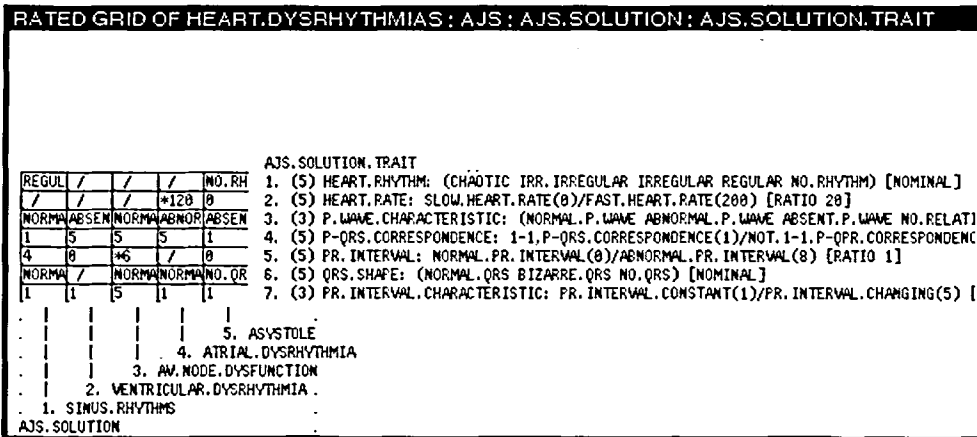 RATED GRID OF HEART.DYSRHYTHMIAS : AJS : AJS.SOLUTION : AJS.SOLUTION.TRAIT
AJS.SOLUTION.TRAIT
REGUL / / / NO.RH 1. (5) HEART.RHYTHM: (CHAOTIC IRR.IRREGULAR IRREGULAR REGULAR NO.RHYTHM) [NOMINAL]
/ / / *120 0 2. (5) HEART.RATE: SLOW.HEART.RATE(0)/FAST.HEART.RATE(200) [RATIO 20]
NORMA ABSEN NORMA ABNOR ABSEN 3. (3) P.WAVE.CHARACTERISTIC: (NORMAL.P.WAVE ABNORMAL.P.WAVE ABSENT.P.WAVE NO.RELATI
1 5 5 5 1 4. (5) P-QRS.CORRESPONDENCE: 1-1,P-QRS.CORRESPONDENCE(1)/NOT.1-1.P-QPR.CORRESPONDENC
4 0 *6 / 0 5. (5) PR.INTERVAL: NORMAL.PR.INTERVAL(0)/ABNORMAL.PR.INTERVAL(8) [RATIO 1]
NORMA / NORMA NORMA NO.QR 6. (5) QRS.SHAPE: (NORMAL.QRS BIZARRE.QRS NO.QRS) [NOMINAL]
1 1 5 1 1 7. (3) PR.INTERVAL.CHARACTERISTIC: PR.INTERVAL.CONSTANT(1)/PR.INTERVAL.CHANGING(5) [
5. ASYSTOLE
4. ATRIAL.DYSRHYTHMIA
3. AV.NODE.DYSFUNCTION
2. VENTRICULAR.DYSRHYTHMIA
1. SINUS.RHYTHMS
AJS.SOLUTION